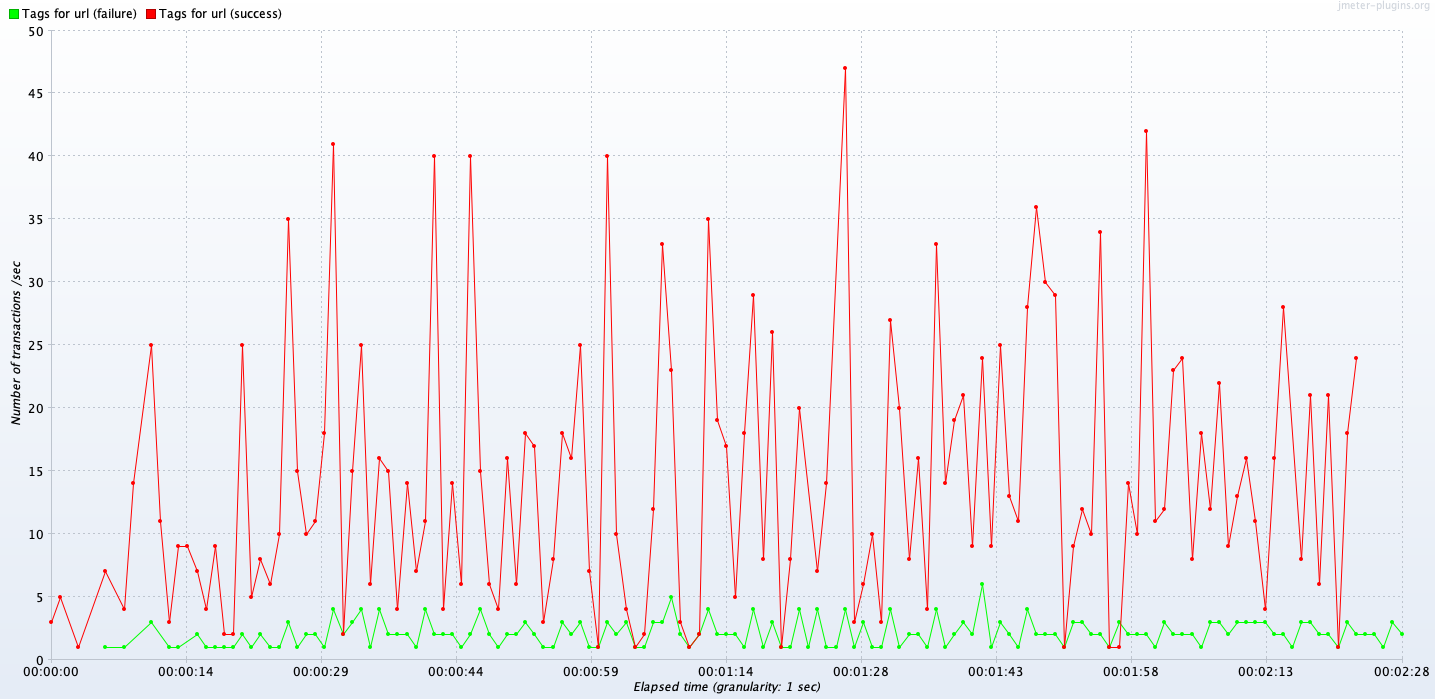 jmeter-plugins.org
Tags for url (failure) Tags for url (success)
50
45
40
35
30
25
20
15
10
5
0
Number of transactions /sec
00:00:00 00:00:14 00:00:29 00:00:44 00:00:59 00:01:14 00:01:28 00:01:43 00:01:58 00:02:13 00:02:28
Elapsed time (granularity: 1 sec)